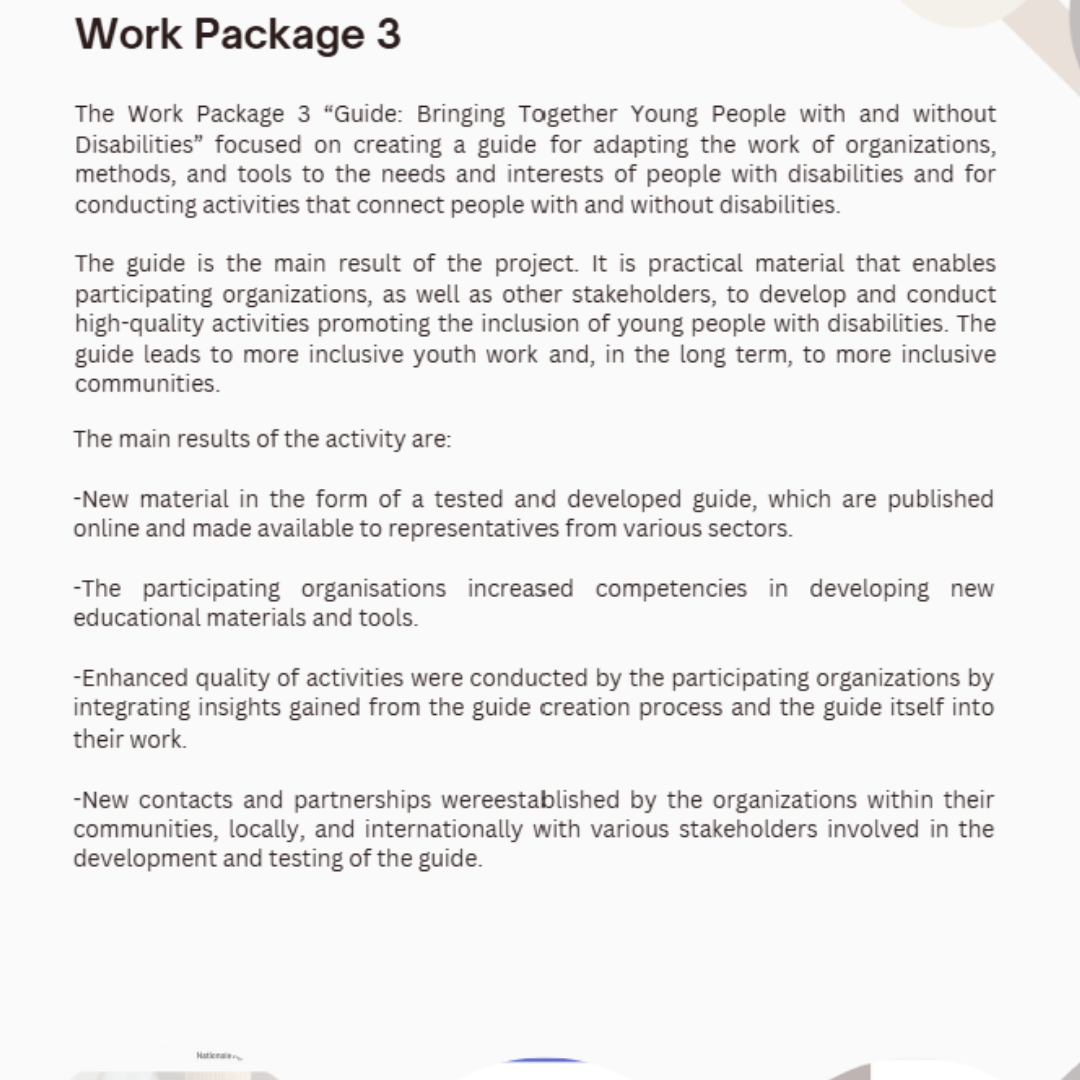 Work Package 3
The Work Package 3 “Guide: Bringing Together Young People with and without
Disabilities” focused on creating a guide for adapting the work of organizations,
methods, and tools to the needs and interests of people with disabilities and for
conducting activities that connect people with and without disabilities.
The guide is the main result of the project. It is practical material that enables
participating organizations, as well as other stakeholders, to develop and conduct
high-quality activities promoting the inclusion of young people with disabilities. The
guide leads to more inclusive youth work and, in the long term, to more inclusive
communities.
The main results of the activity are:
-New material in the form of a tested and developed guide, which are published
online and made available to representatives from various sectors.
-The participating organisations increased competencies in developing new
educational materials and tools.
-Enhanced quality of activities were conducted by the participating organizations by
integrating insights gained from the guide creation process and the guide itself into
their work.
-New contacts and partnerships wereestablished by the organizations within their
communities, locally, and internationally with various stakeholders involved in the
development and testing of the guide.